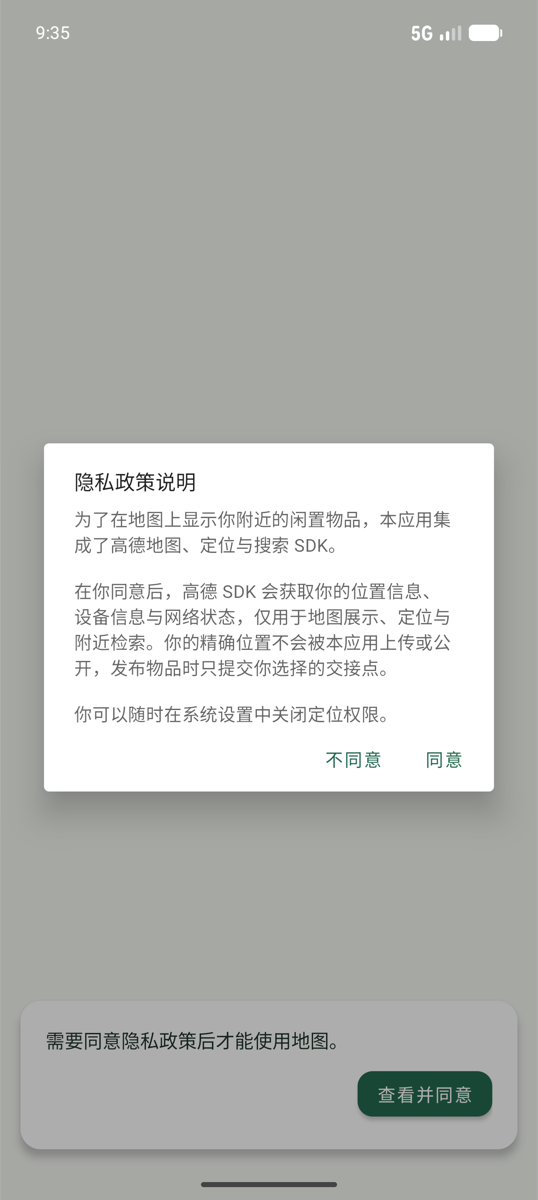 9:35
5G
隐私政策说明
为了在地图上显示你附近的闲置物品，本应用集
成了高德地图、定位与搜索 SDK。
在你同意后，高德 SDK 会获取你的位置信息、
设备信息与网络状态，仅用于地图展示、定位与
附近检索。你的精确位置不会被本应用上传或公
开，发布物品时只提交你选择的交接点。
你可以随时在系统设置中关闭定位权限。
不同意
同意
需要同意隐私政策后才能使用地图。
查看并同意